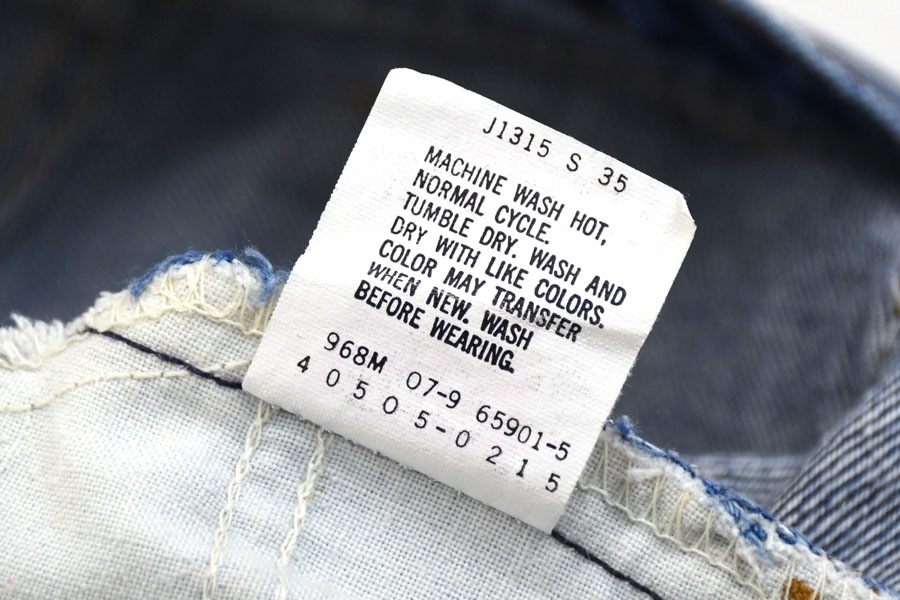 J1315 S 35
MACHINE WASH HOT,
NORMAL CYCLE.
TUMBLE DRY. WASH AND
DRY WITH LIKE COLORS.
COLOR MAY TRANSFER
WHEN NEW. WASH
BEFORE WEARING.
968M 07-9 65901-5
4 0 5 0 5 - 0 2 1 5